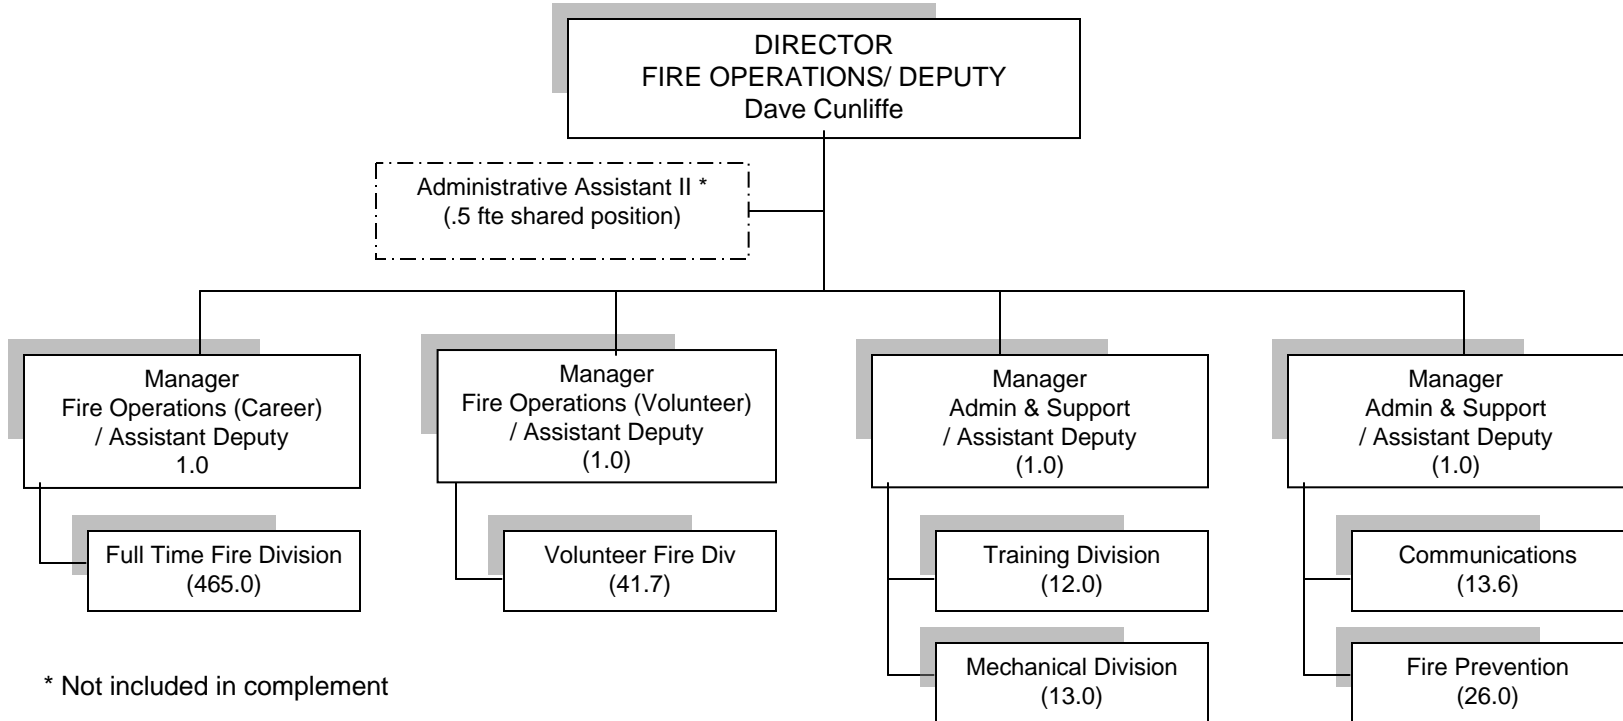 DIRECTOR
FIRE OPERATIONS/ DEPUTY
Dave Cunliffe
Administrative Assistant II *
(.5 fte shared position)
Manager
Fire Operations (Career)
/ Assistant Deputy
1.0
Manager
Fire Operations (Volunteer)
/ Assistant Deputy
(1.0)
Manager
Admin & Support
/ Assistant Deputy
(1.0)
Manager
Admin & Support
/ Assistant Deputy
(1.0)
Full Time Fire Division
(465.0)
Volunteer Fire Div
(41.7)
Training Division
(12.0)
Communications
(13.6)
Mechanical Division
(13.0)
Fire Prevention
(26.0)
* Not included in complement